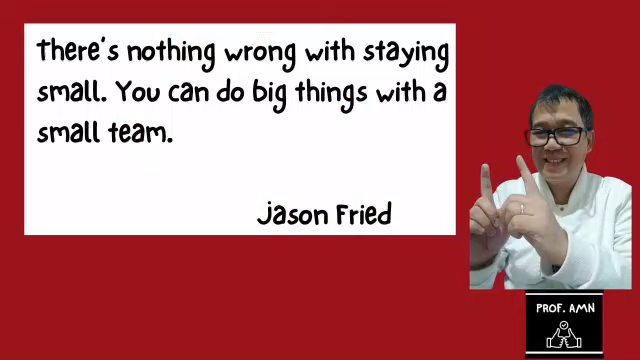 There's nothing wrong with staying
small. You can do big things with a
small team.
Jason Fried
PROF. AMN